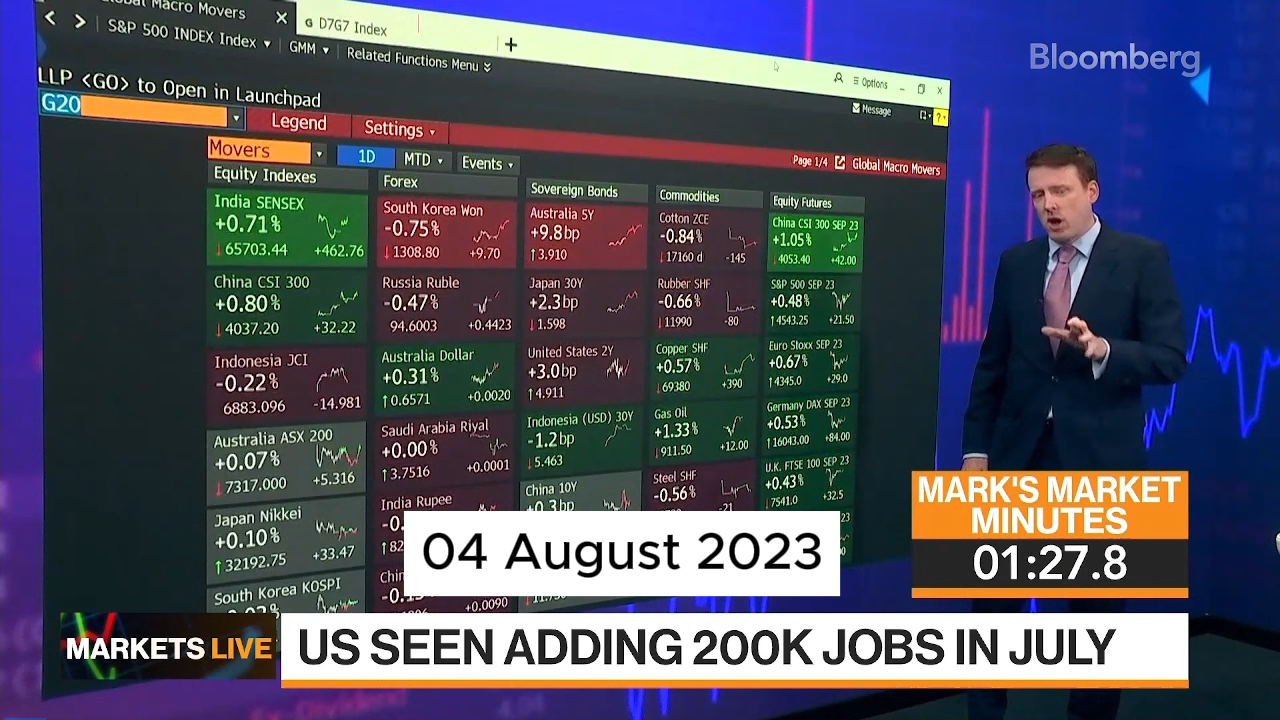 Global Macro Movers
G D7G7 Index
S&P 500 INDEX Index
GMM
Related Functions Menu
Options
Message
LLP <GO> to Open in Launchpad
G20
Legend
Settings
Page 1/4
Global Macro Movers
Movers
1D
MTD
Events
Equity Indexes
India SENSEX
+0.71%
↓65703.44 +462.76
China CSI 300
+0.80%
↓4037.20 +32.22
Indonesia JCI
-0.22%
6883.096 -14.981
Australia ASX 200
+0.07%
↓7317.000 +5.316
Japan Nikkei
+0.10%
↑32192.75 +33.47
South Korea KOSPI
Forex
South Korea Won
-0.75%
↓1308.80 +9.70
Russia Ruble
-0.47%
94.6003 +0.4423
Australia Dollar
+0.31%
↑0.6571 +0.0020
Saudi Arabia Riyal
+0.00%
↑3.7516 +0.0001
India Rupee
-0.
↑82
Chin
+0.0090
Sovereign Bonds
Australia 5Y
+9.8bp
↑3.910
Japan 30Y
+2.3bp
↓1.598
United States 2Y
+3.0bp
↑4.911
Indonesia (USD) 30Y
-1.2bp
↓5.463
China 10Y
+0.3bp
Commodities
Cotton ZCE
-0.84%
↓17160 d -145
Rubber SHF
-0.66%
↓11990 -80
Copper SHF
+0.57%
↓69380 +390
Gas Oil
+1.33%
↓911.50 +12.00
Steel SHF
-0.56%
-21
Equity Futures
China CSI 300 SEP 23
+1.05%
↓4053.40 +42.00
S&P 500 SEP 23
+0.48%
↑4543.25 +21.50
Euro Stoxx SEP 23
+0.67%
↑4345.0 +29.0
Germany DAX SEP 23
+0.53%
↑16043.00 +84.00
U.K. FTSE 100 SEP 23
+0.43%
↓7541.0 +32.5
Bloomberg
MARK'S MARKET
MINUTES
01:27.8
04 August 2023
MARKETS LIVE
US SEEN ADDING 200K JOBS IN JULY